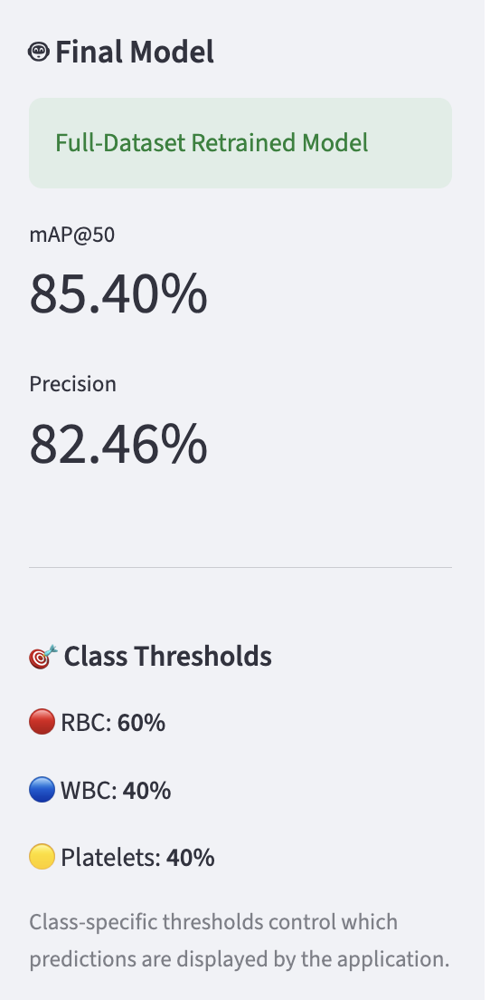 Final Model
Full-Dataset Retrained Model
mAP@50
85.40%
Precision
82.46%
Class Thresholds
RBC: 60%
WBC: 40%
Platelets: 40%
Class-specific thresholds control which
predictions are displayed by the application.